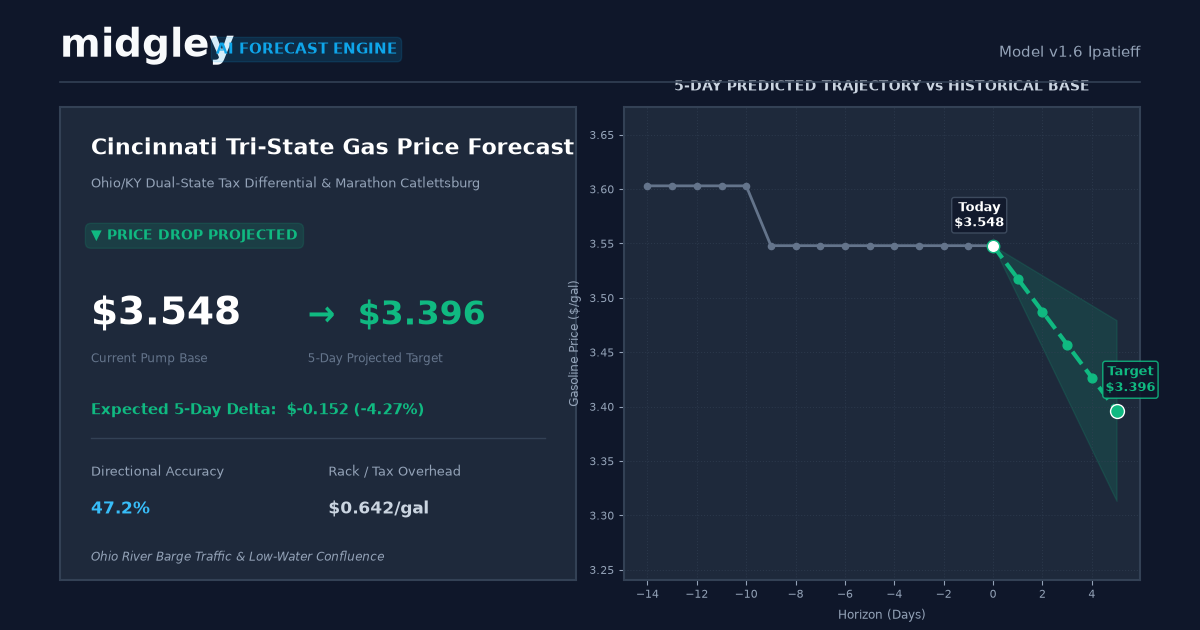 midgley
AI FORECAST ENGINE
Model v1.6 Ipatieff
Cincinnati Tri-State Gas Price Forecast
Ohio/KY Dual-State Tax Differential & Marathon Catlettsburg
▼ PRICE DROP PROJECTED
$3.548
→ $3.396
Current Pump Base
5-Day Projected Target
Expected 5-Day Delta: $-0.152 (-4.27%)
Directional Accuracy
Rack / Tax Overhead
47.2%
$0.642/gal
Ohio River Barge Traffic & Low-Water Confluence
5-DAY PREDICTED TRAJECTORY vs HISTORICAL BASE
Gasoline Price ($/gal)
3.65
3.60
3.55
3.50
3.45
3.40
3.35
3.30
3.25
Today
$3.548
Target
$3.396
−14 −12 −10 −8 −6 −4 −2 0 2 4
Horizon (Days)